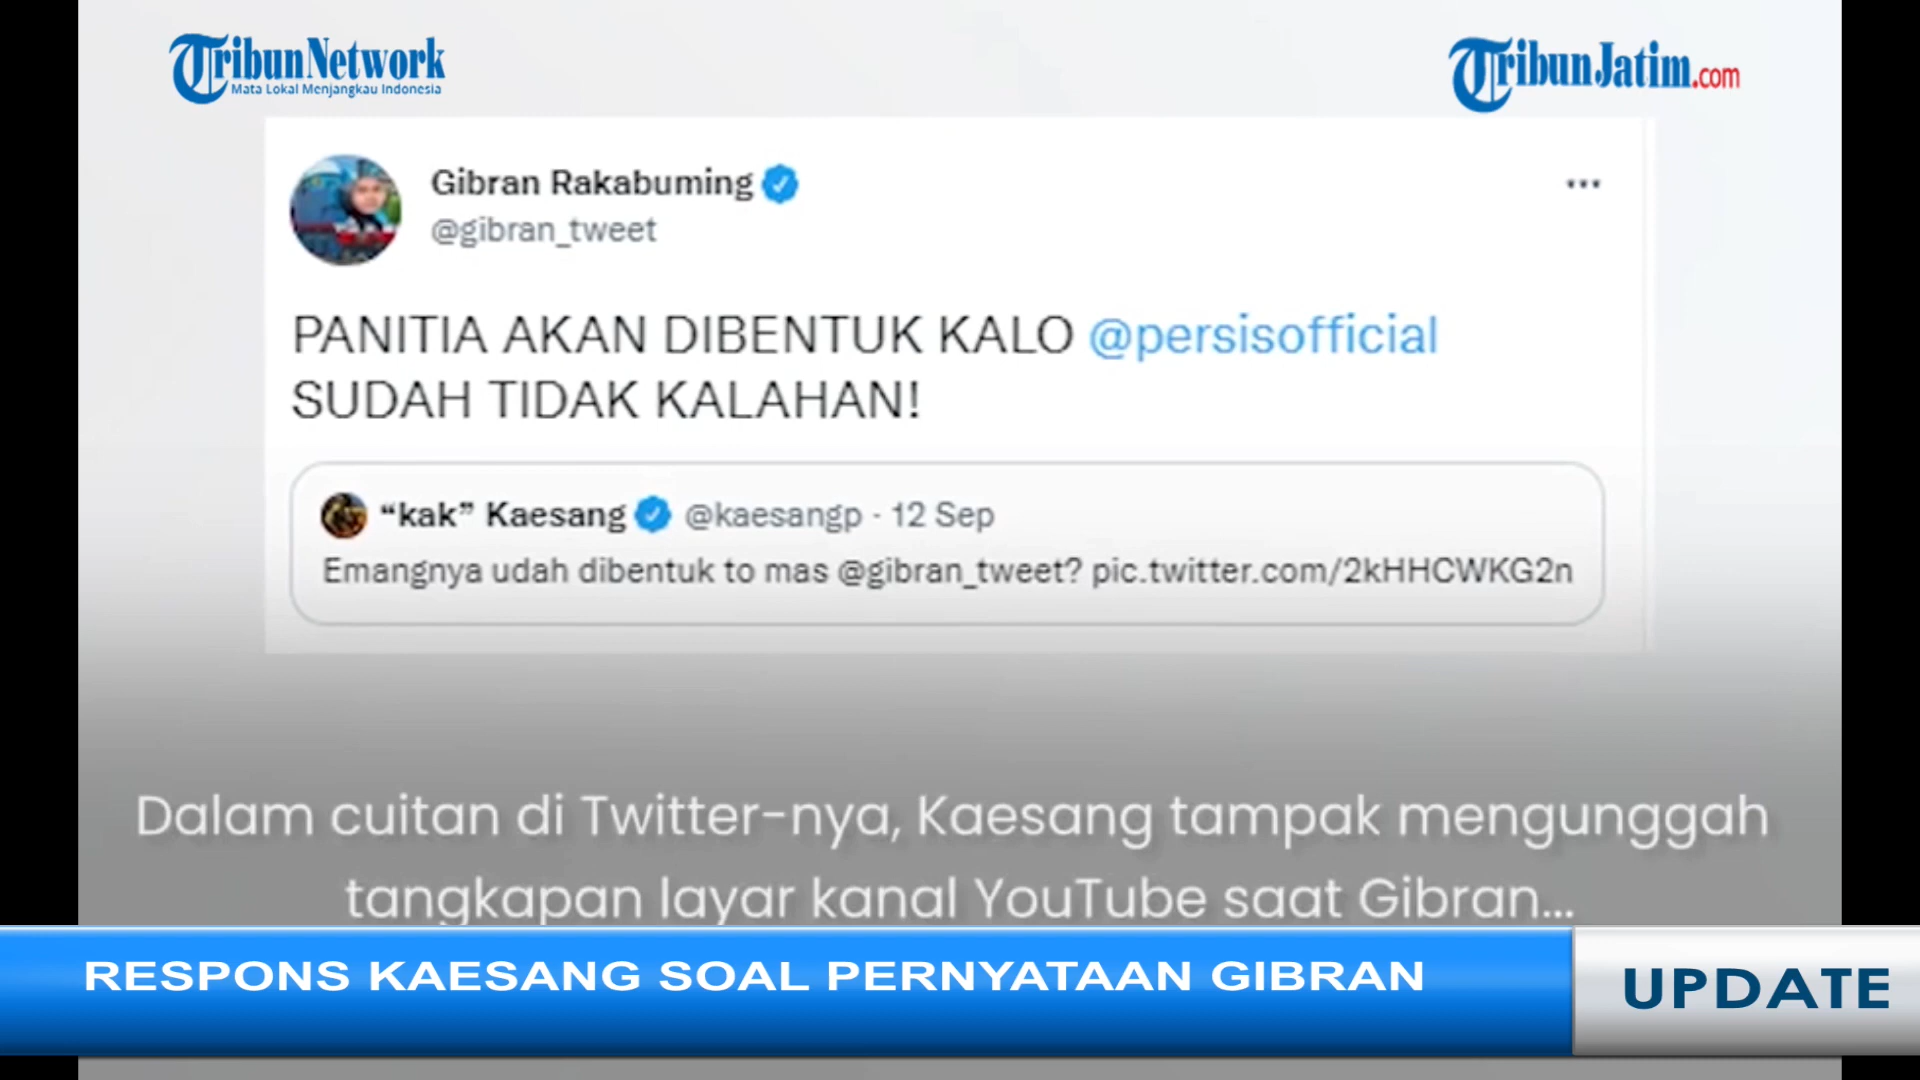 TribunNetwork
Mata Lokal Menjangkau Indonesia
TribunJatim.com
Gibran Rakabuming
@gibran_tweet
PANITIA AKAN DIBENTUK KALO @persisofficial
SUDAH TIDAK KALAHAN!
“kak” Kaesang @kaesangp · 12 Sep
Emangnya udah dibentuk to mas @gibran_tweet? pic.twitter.com/2kHHCWKG2n
Dalam cuitan di Twitter-nya, Kaesang tampak mengunggah
tangkapan layar kanal YouTube saat Gibran...
RESPONS KAESANG SOAL PERNYATAAN GIBRAN
UPDATE